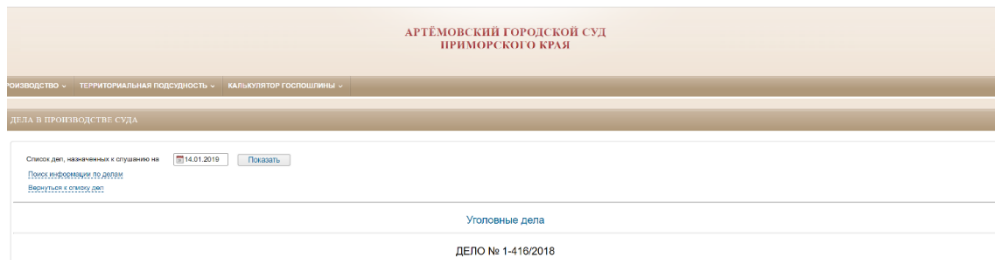 АРТЁМОВСКИЙ ГОРОДСКОЙ СУД
ПРИМОРСКОГО КРАЯ
РОИЗВОДСТВО ТЕРРИТОРИАЛЬНАЯ ПОДСУДНОСТЬ КАЛЬКУЛЯТОР ГОСПОШЛИНЫ
ДЕЛА В ПРОИЗВОДСТВЕ СУДА
Список дел, назначенных к слушанию на 14.01.2019 Показать
Поиск информации по делам
Вернуться к списку дел
Уголовные дела
ДЕЛО № 1-416/2018